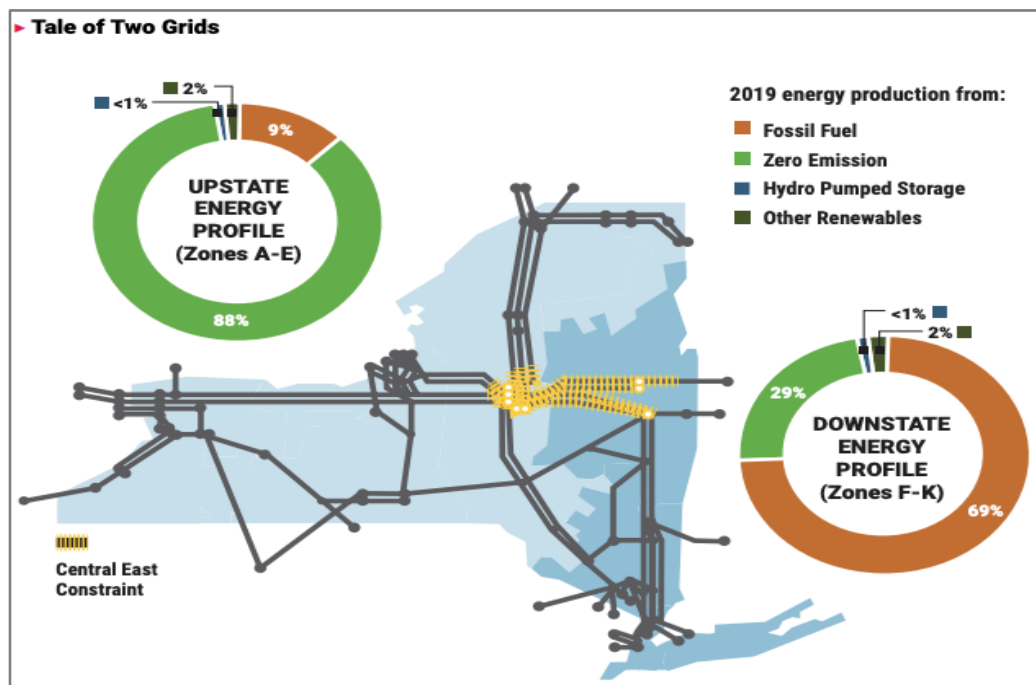 Tale of Two Grids
<1%
2%
9%
UPSTATE
ENERGY
PROFILE
(Zones A-E)
88%
2019 energy production from:
Fossil Fuel
Zero Emission
Hydro Pumped Storage
Other Renewables
<1%
2%
29%
DOWNSTATE
ENERGY
PROFILE
(Zones F-K)
69%
Central East
Constraint